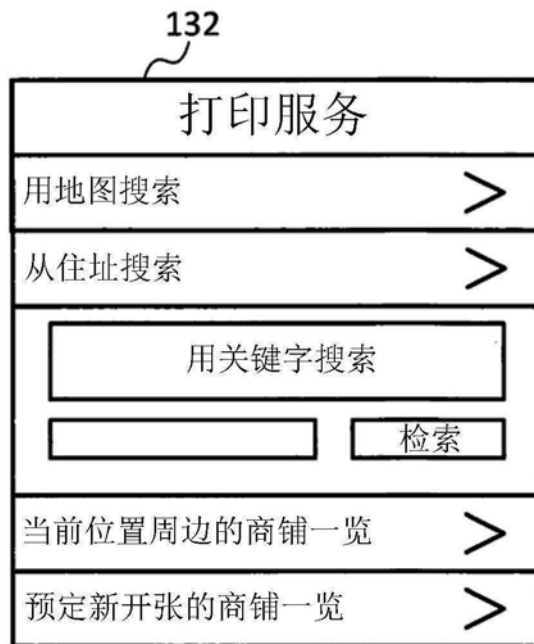 132
打印服务
用地图搜索
从住址搜索
用关键字搜索
检索
当前位置周边的商铺一览
预定新开张的商铺一览